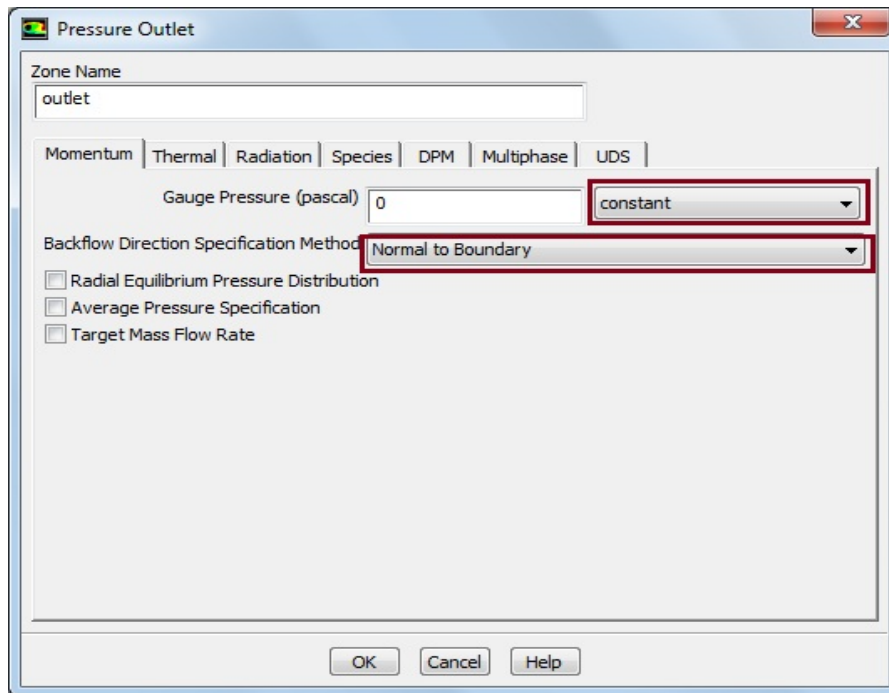 Pressure Outlet
Zone Name
outlet
Momentum Thermal Radiation Species DPM Multiphase UDS
Gauge Pressure (pascal) 0 constant
Backflow Direction Specification Method Normal to Boundary
Radial Equilibrium Pressure Distribution
Average Pressure Specification
Target Mass Flow Rate
OK Cancel Help